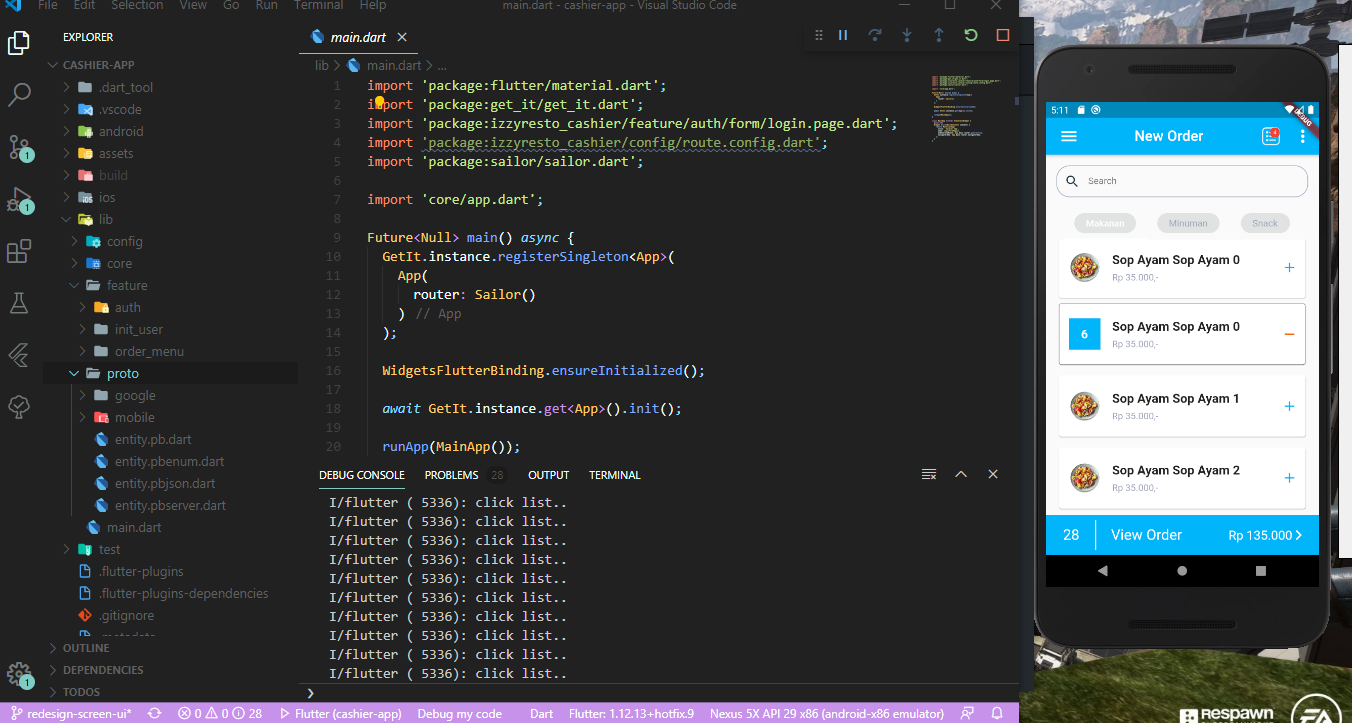 File Edit Selection View Go Run Terminal Help main.dart - cashier-app - Visual Studio Code
EXPLORER
CASHIER-APP
.dart_tool
.vscode
android
assets
build
ios
lib
config
core
feature
auth
init_user
order_menu
proto
google
mobile
entity.pb.dart
entity.pbenum.dart
entity.pbjson.dart
entity.pbserver.dart
main.dart
test
.flutter-plugins
.flutter-plugins-dependencies
.gitignore
.metadata
OUTLINE
DEPENDENCIES
TODOS
1
1
1
main.dart
lib > main.dart > ...
1 import 'package:flutter/material.dart';
2 import 'package:get_it/get_it.dart';
3 import 'package:izzyresto_cashier/feature/auth/form/login.page.dart';
4 import 'package:izzyresto_cashier/config/route.config.dart';
5 import 'package:sailor/sailor.dart';
6
7 import 'core/app.dart';
8
9 Future<Null> main() async {
10 GetIt.instance.registerSingleton<App>(
11 App(
12 router: Sailor()
13 ) // App
14 );
15
16 WidgetsFlutterBinding.ensureInitialized();
17
18 await GetIt.instance.get<App>().init();
19
20 runApp(MainApp());
DEBUG CONSOLE PROBLEMS 28 OUTPUT TERMINAL
I/flutter ( 5336): click list..
I/flutter ( 5336): click list..
I/flutter ( 5336): click list..
I/flutter ( 5336): click list..
I/flutter ( 5336): click list..
I/flutter ( 5336): click list..
I/flutter ( 5336): click list..
I/flutter ( 5336): click list..
I/flutter ( 5336): click list..
I/flutter ( 5336): click list..
redesign-screen-ui* 0 0 28 Flutter (cashier-app) Debug my code Dart Flutter: 1.12.13+hotfix.9 Nexus 5X API 29 x86 (android-x86 emulator)
5:11
DEBUG
New Order
4
Search
Makanan Minuman Snack
Sop Ayam Sop Ayam 0
Rp 35.000,-
6
Sop Ayam Sop Ayam 0
Rp 35.000,-
Sop Ayam Sop Ayam 1
Rp 35.000,-
Sop Ayam Sop Ayam 2
Rp 35.000,-
28 View Order Rp 135.000
Respawn
EA